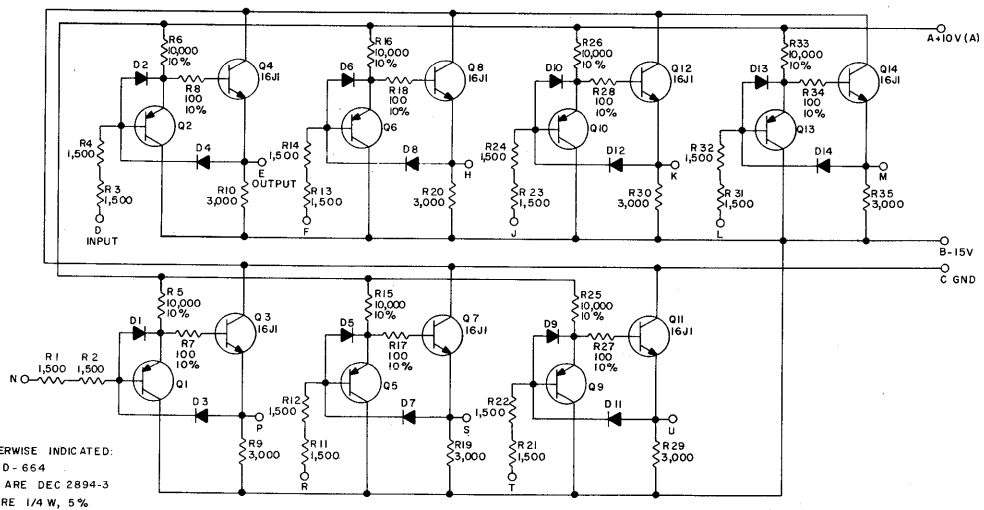 R6
10,000
10%
Q4
16J1
D2
R8
100
10%
Q2
R4
1,500
D4
E
OUTPUT
R3
1,500
R10
3,000
D
INPUT
R16
10,000
10%
Q8
16J1
D6
R18
100
10%
Q6
R14
1,500
D8
H
R13
1,500
R20
3,000
F
R26
10,000
10%
Q12
16J1
D10
R28
100
10%
Q10
R24
1,500
D12
K
R23
1,500
R30
3,000
J
R33
10,000
10%
Q14
16J1
D13
R34
100
10%
Q13
R32
1,500
D14
M
R31
1,500
R35
3,000
L
A+10V(A)
B-15V
C GND
R5
10,000
10%
Q3
16J1
D1
R7
100
10%
R1
1,500
R2
1,500
N
Q1
D3
P
R9
3,000
R15
10,000
10%
Q7
16J1
D5
R17
100
10%
Q5
R12
1,500
D7
S
R11
1,500
R19
3,000
R
R25
10,000
10%
Q11
16J1
D9
R27
100
10%
Q9
R22
1,500
D11
U
R21
1,500
R29
3,000
T
ERWISE INDICATED:
D-664
ARE DEC 2894-3
RE 1/4 W, 5%